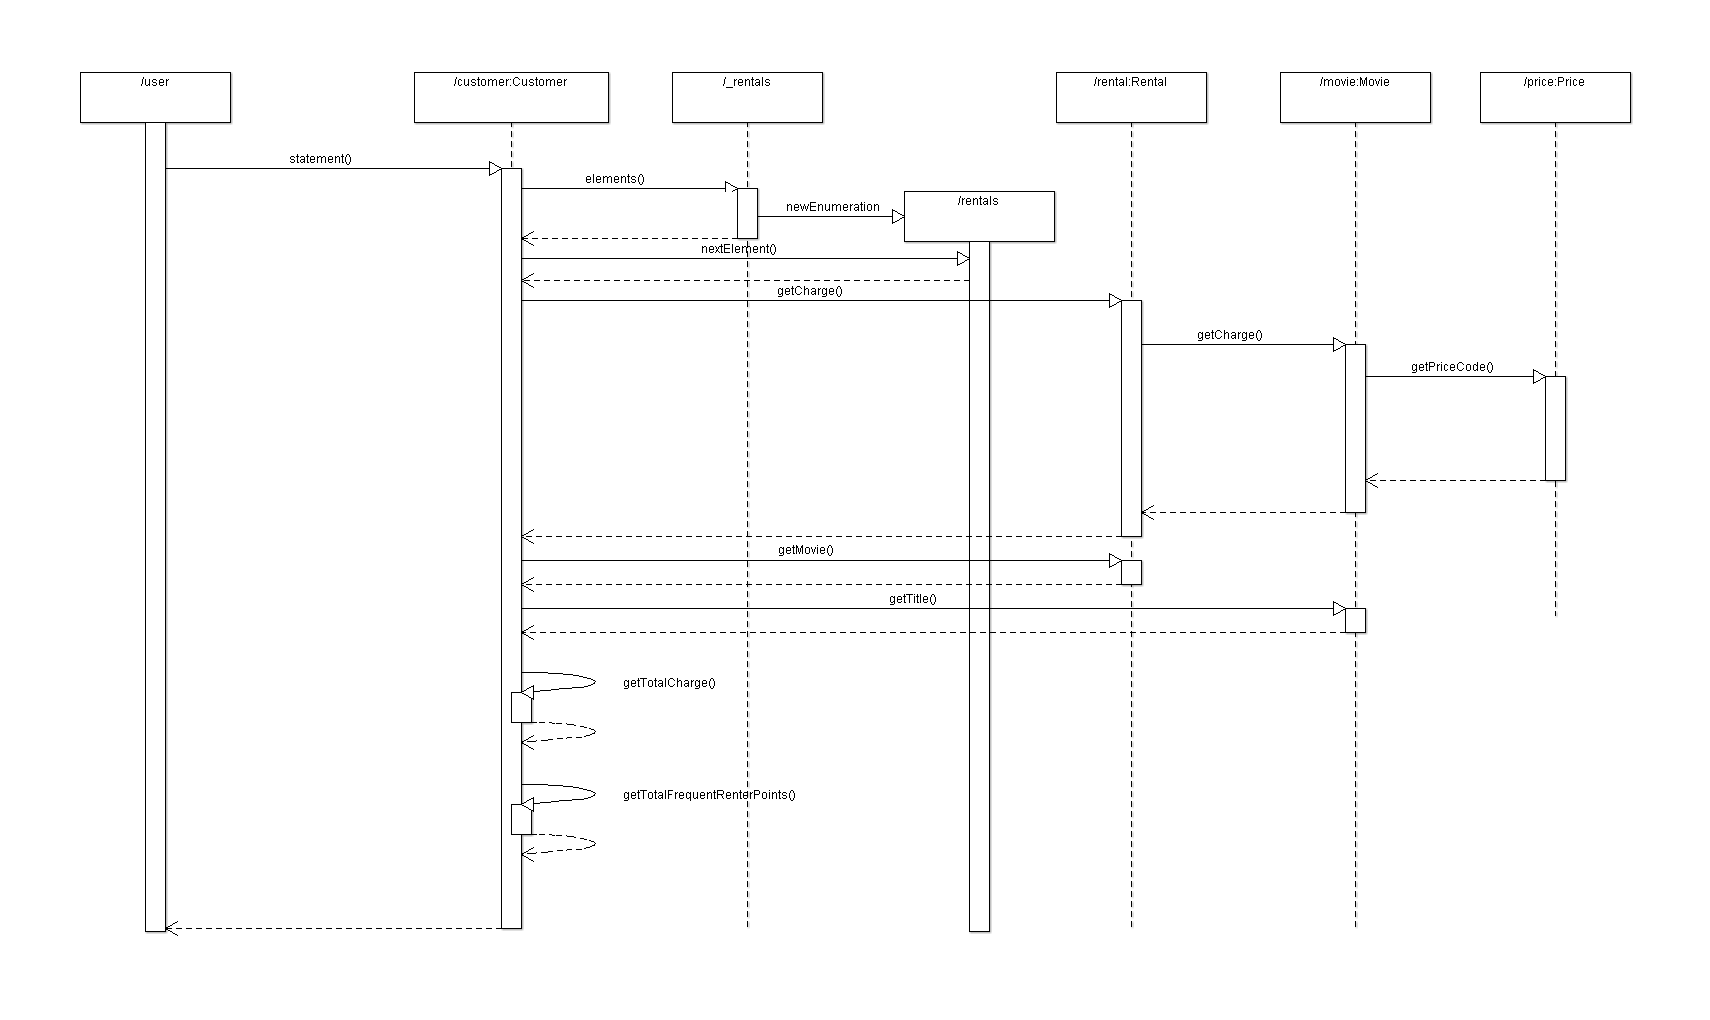 /user
/customer:Customer
/_rentals
/rental:Rental
/movie:Movie
/price:Price
statement()
elements()
/rentals
newEnumeration
nextElement()
getCharge()
getCharge()
getPriceCode()
getMovie()
getTitle()
getTotalCharge()
getTotalFrequentRenterPoints()